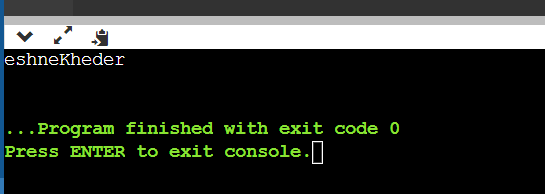 eshneKheder
...Program finished with exit code 0
Press ENTER to exit console.